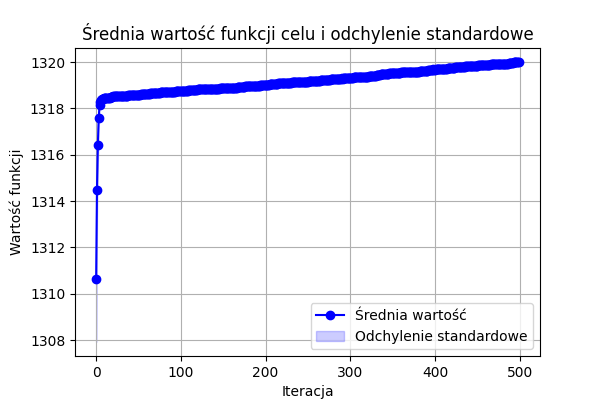 Średnia wartość funkcji celu i odchylenie standardowe
Wartość funkcji
1320
1318
1316
1314
1312
1310
1308
0 100 200 300 400 500
Iteracja
Średnia wartość
Odchylenie standardowe